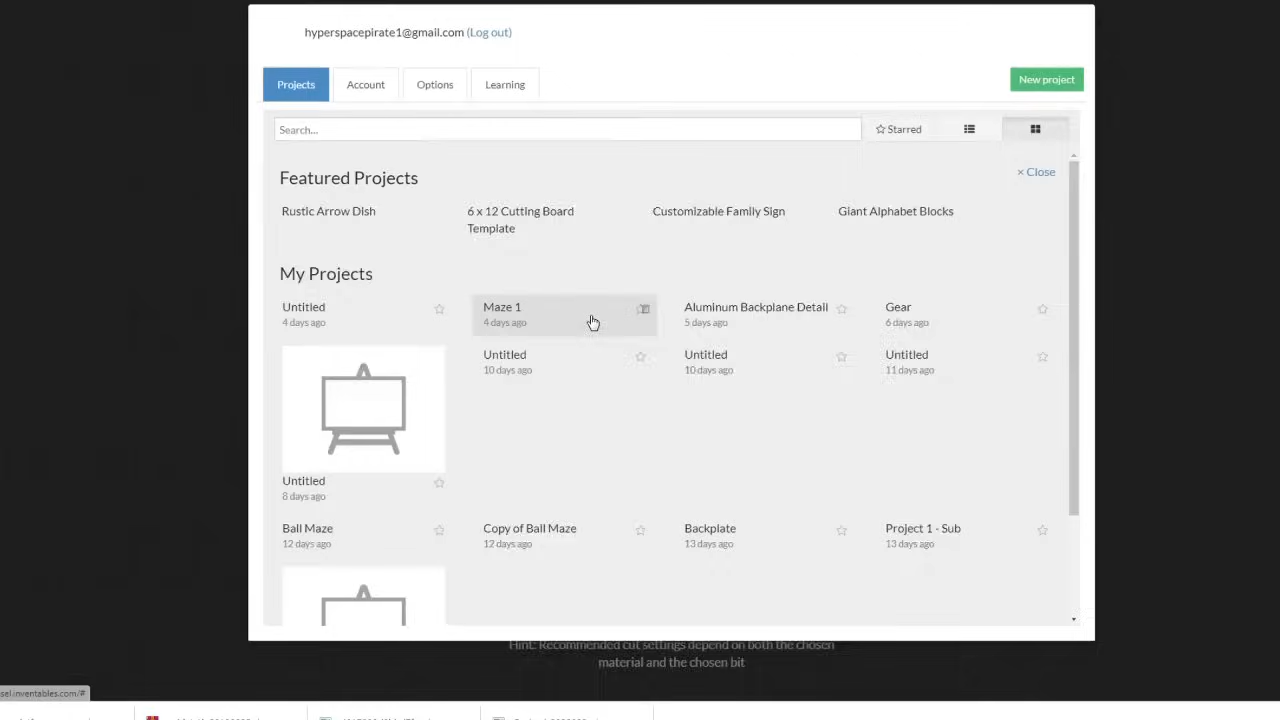 hyperspacepirate1@gmail.com (Log out)
Projects
Account
Options
Learning
New project
Search...
Starred
Featured Projects
× Close
Rustic Arrow Dish
6 x 12 Cutting Board
Template
Customizable Family Sign
Giant Alphabet Blocks
My Projects
Untitled
4 days ago
Maze 1
4 days ago
Aluminum Backplane Detail
5 days ago
Gear
6 days ago
Untitled
8 days ago
Untitled
10 days ago
Untitled
10 days ago
Untitled
11 days ago
Ball Maze
12 days ago
Copy of Ball Maze
12 days ago
Backplate
13 days ago
Project 1 - Sub
13 days ago
Hint: Recommended cut settings depend on both the chosen
material and the chosen bit
sel.inventables.com/#